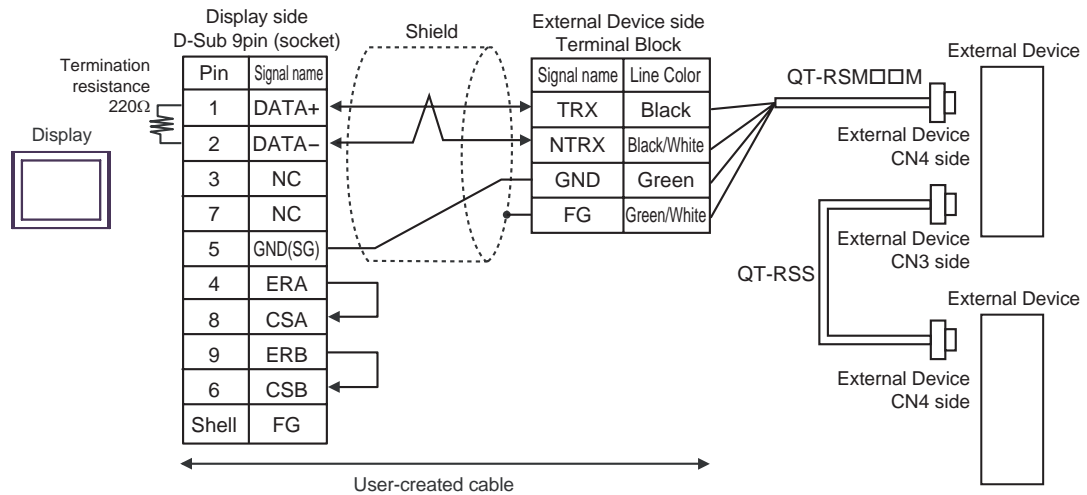 Display side
D-Sub 9pin (socket)
Shield
External Device side
Terminal Block
External Device
Termination
resistance
220Ω
Display
Pin Signal name
1 DATA+
2 DATA−
3 NC
7 NC
5 GND(SG)
4 ERA
8 CSA
9 ERB
6 CSB
Shell FG
Signal name Line Color
TRX Black
NTRX Black/White
GND Green
FG Green/White
QT-RSM□□M
External Device
CN4 side
External Device
CN3 side
QT-RSS
External Device
External Device
CN4 side
User-created cable